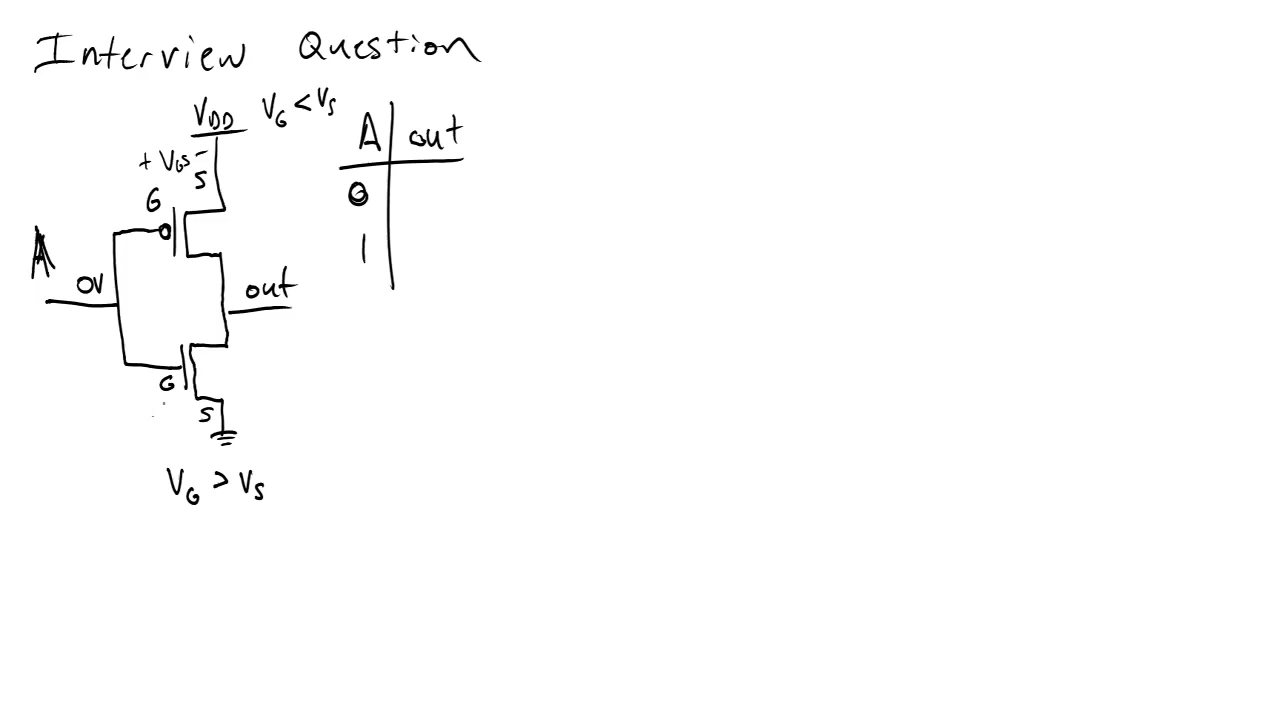 Interview Question
VDD VG < VS
A out
+ VGS -
S
G
0
A
1
0V
out
G
S
VG > VS